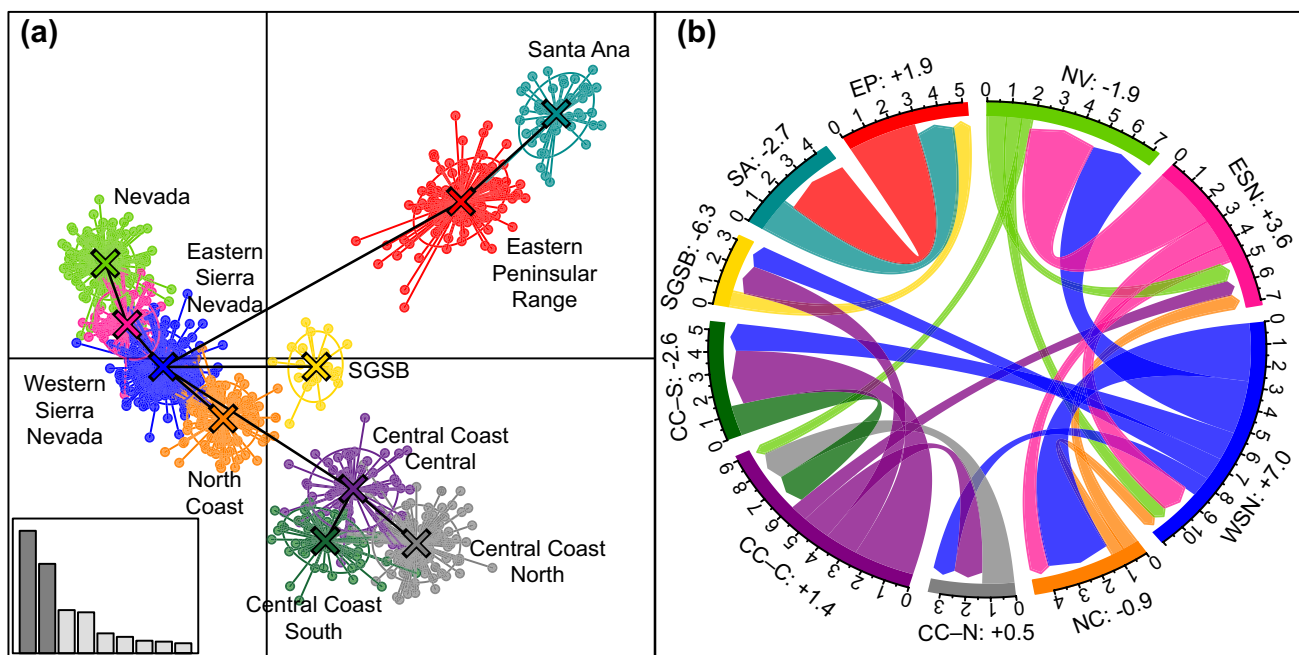 (a)
Santa Ana
Nevada
Eastern
Sierra
Nevada
Eastern
Peninsular
Range
Western
Sierra
Nevada
SGSB
North
Coast
Central Coast
Central
Central Coast
North
Central Coast
South
(b)
EP: +1.9
0 1 2 3 4 5
NV: -1.9
0 1 2 3 4 5 6 7
ESN: +3.6
0 1 2 3 4 5 6 7
WSN: +7.0
0 1 2 3 4 5 6 7 8 9 10
NC: -0.9
0 1 2 3 4
CC–N: +0.5
0 1 2 3
CC–C: +1.4
0 1 2 3 4 5 6 7 8 9
CC–S: -2.6
0 1 2 3 4 5
SGSB: -6.3
0 1 2 3
SA: -2.7
0 1 2 3 4